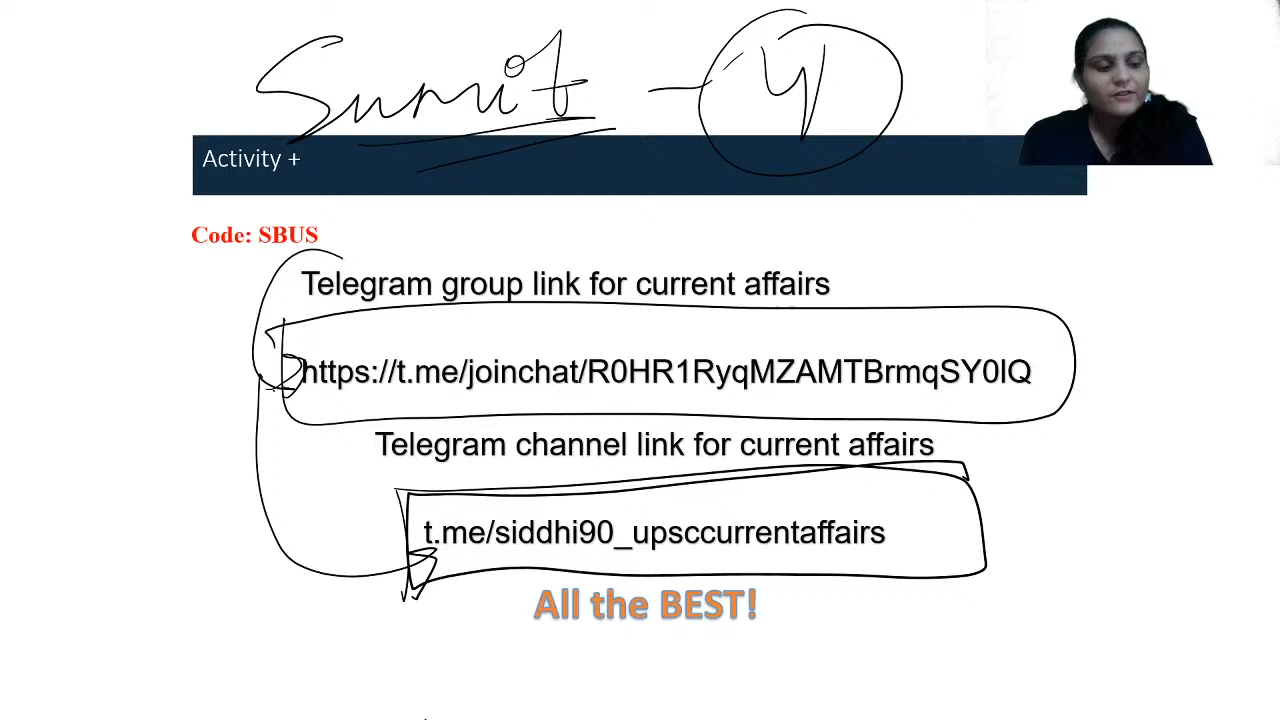 Sumit - 4
Activity +
Code: SBUS
Telegram group link for current affairs
https://t.me/joinchat/R0HR1RyqMZAMTBrmqSY0lQ
Telegram channel link for current affairs
t.me/siddhi90_upsccurrentaffairs
All the BEST!